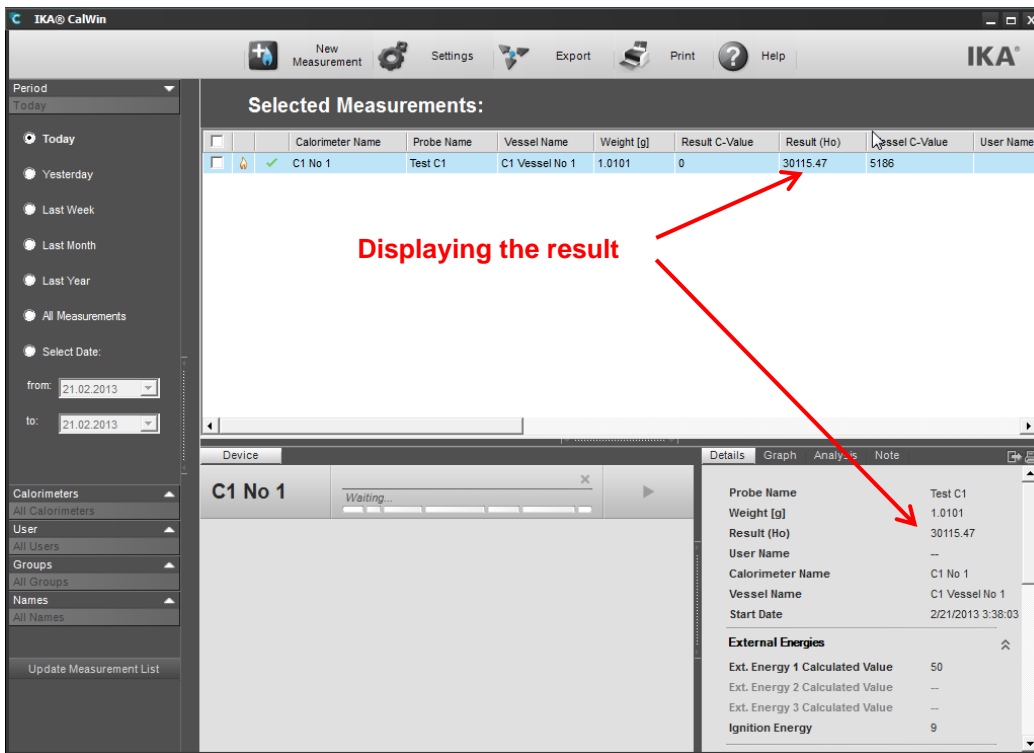 IKA® CalWin
New Measurement
Settings
Export
Print
Help
IKA®
Period
Today
Today
Yesterday
Last Week
Last Month
Last Year
All Measurements
Select Date:
from: 21.02.2013
to: 21.02.2013
Calorimeters
All Calorimeters
User
All Users
Groups
All Groups
Names
All Names
Update Measurement List
Selected Measurements:
Calorimeter Name Probe Name Vessel Name Weight [g] Result C-Value Result (Ho) Vessel C-Value User Name
C1 No 1 Test C1 C1 Vessel No 1 1.0101 0 30115.47 5186
Displaying the result
Device
C1 No 1
Waiting...
Details Graph Analysis Note
Probe Name Test C1
Weight [g] 1.0101
Result (Ho) 30115.47
User Name --
Calorimeter Name C1 No 1
Vessel Name C1 Vessel No 1
Start Date 2/21/2013 3:38:03
External Energies
Ext. Energy 1 Calculated Value 50
Ext. Energy 2 Calculated Value --
Ext. Energy 3 Calculated Value --
Ignition Energy 9